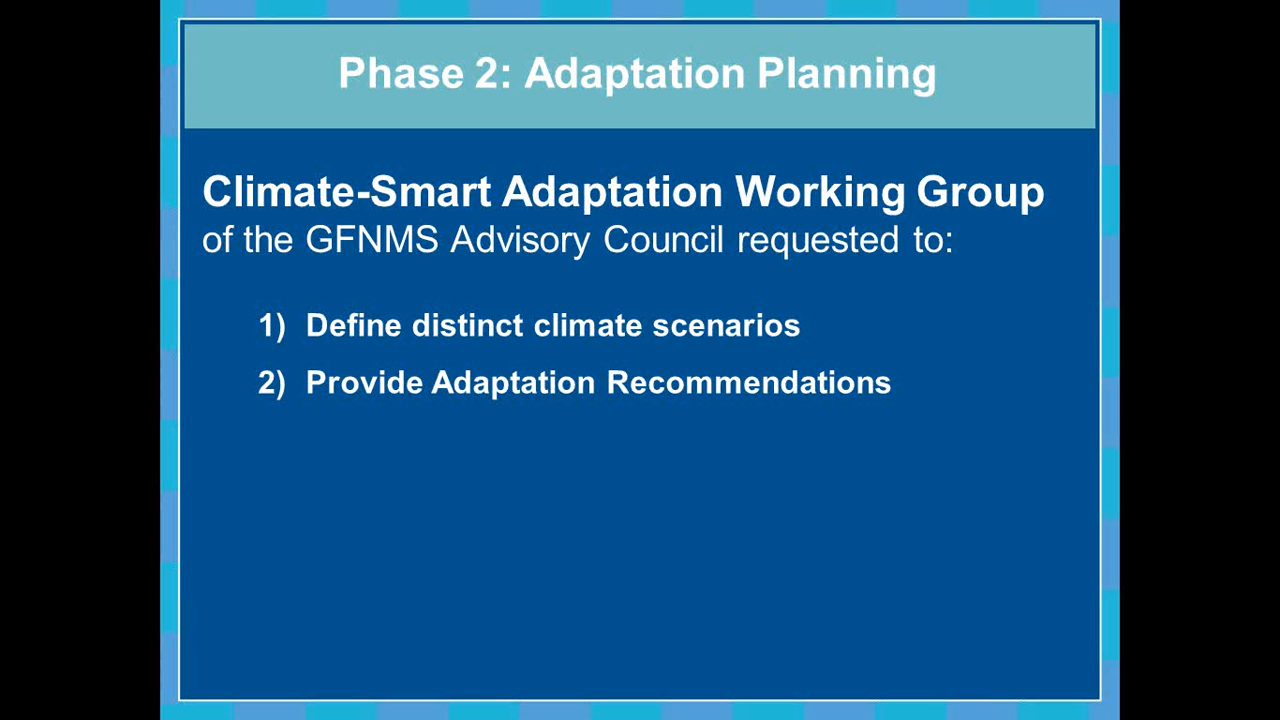 Phase 2: Adaptation Planning
Climate-Smart Adaptation Working Group
of the GFNMS Advisory Council requested to:
1) Define distinct climate scenarios
2) Provide Adaptation Recommendations